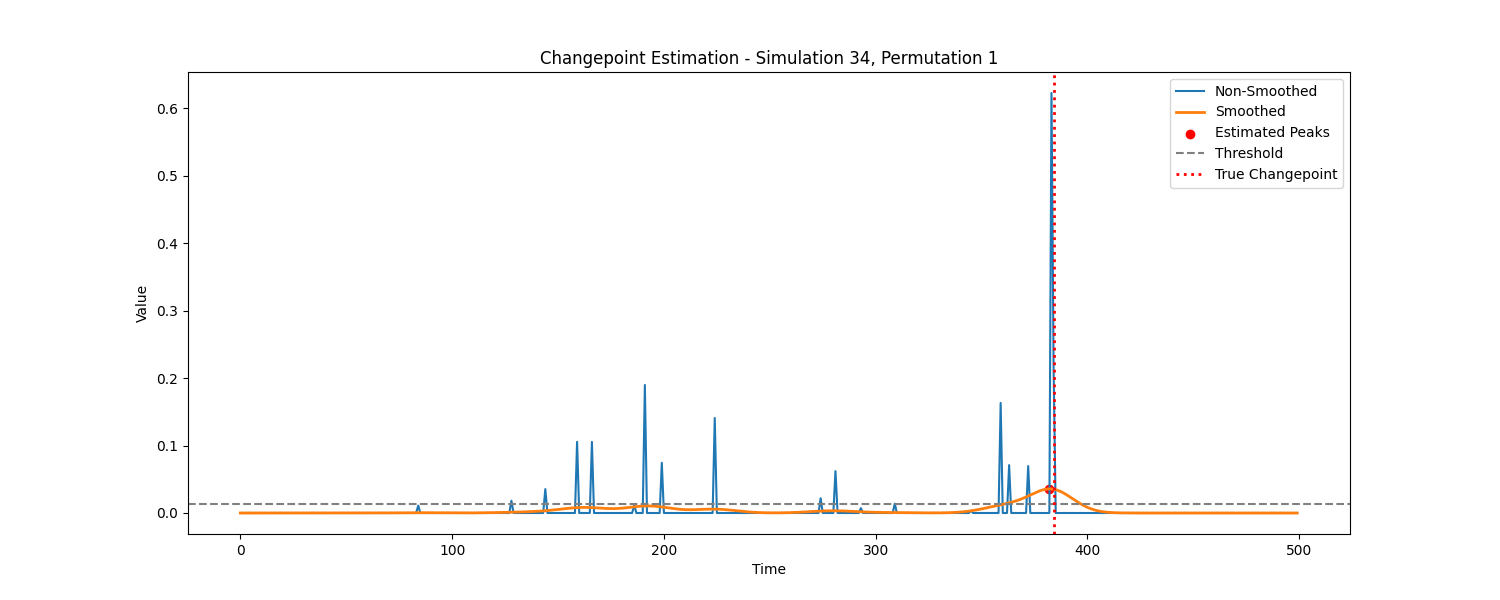 Changepoint Estimation - Simulation 34, Permutation 1
Non-Smoothed
Smoothed
Estimated Peaks
Threshold
True Changepoint
0.6
0.5
0.4
0.3
0.2
0.1
0.0
Value
0 100 200 300 400 500
Time